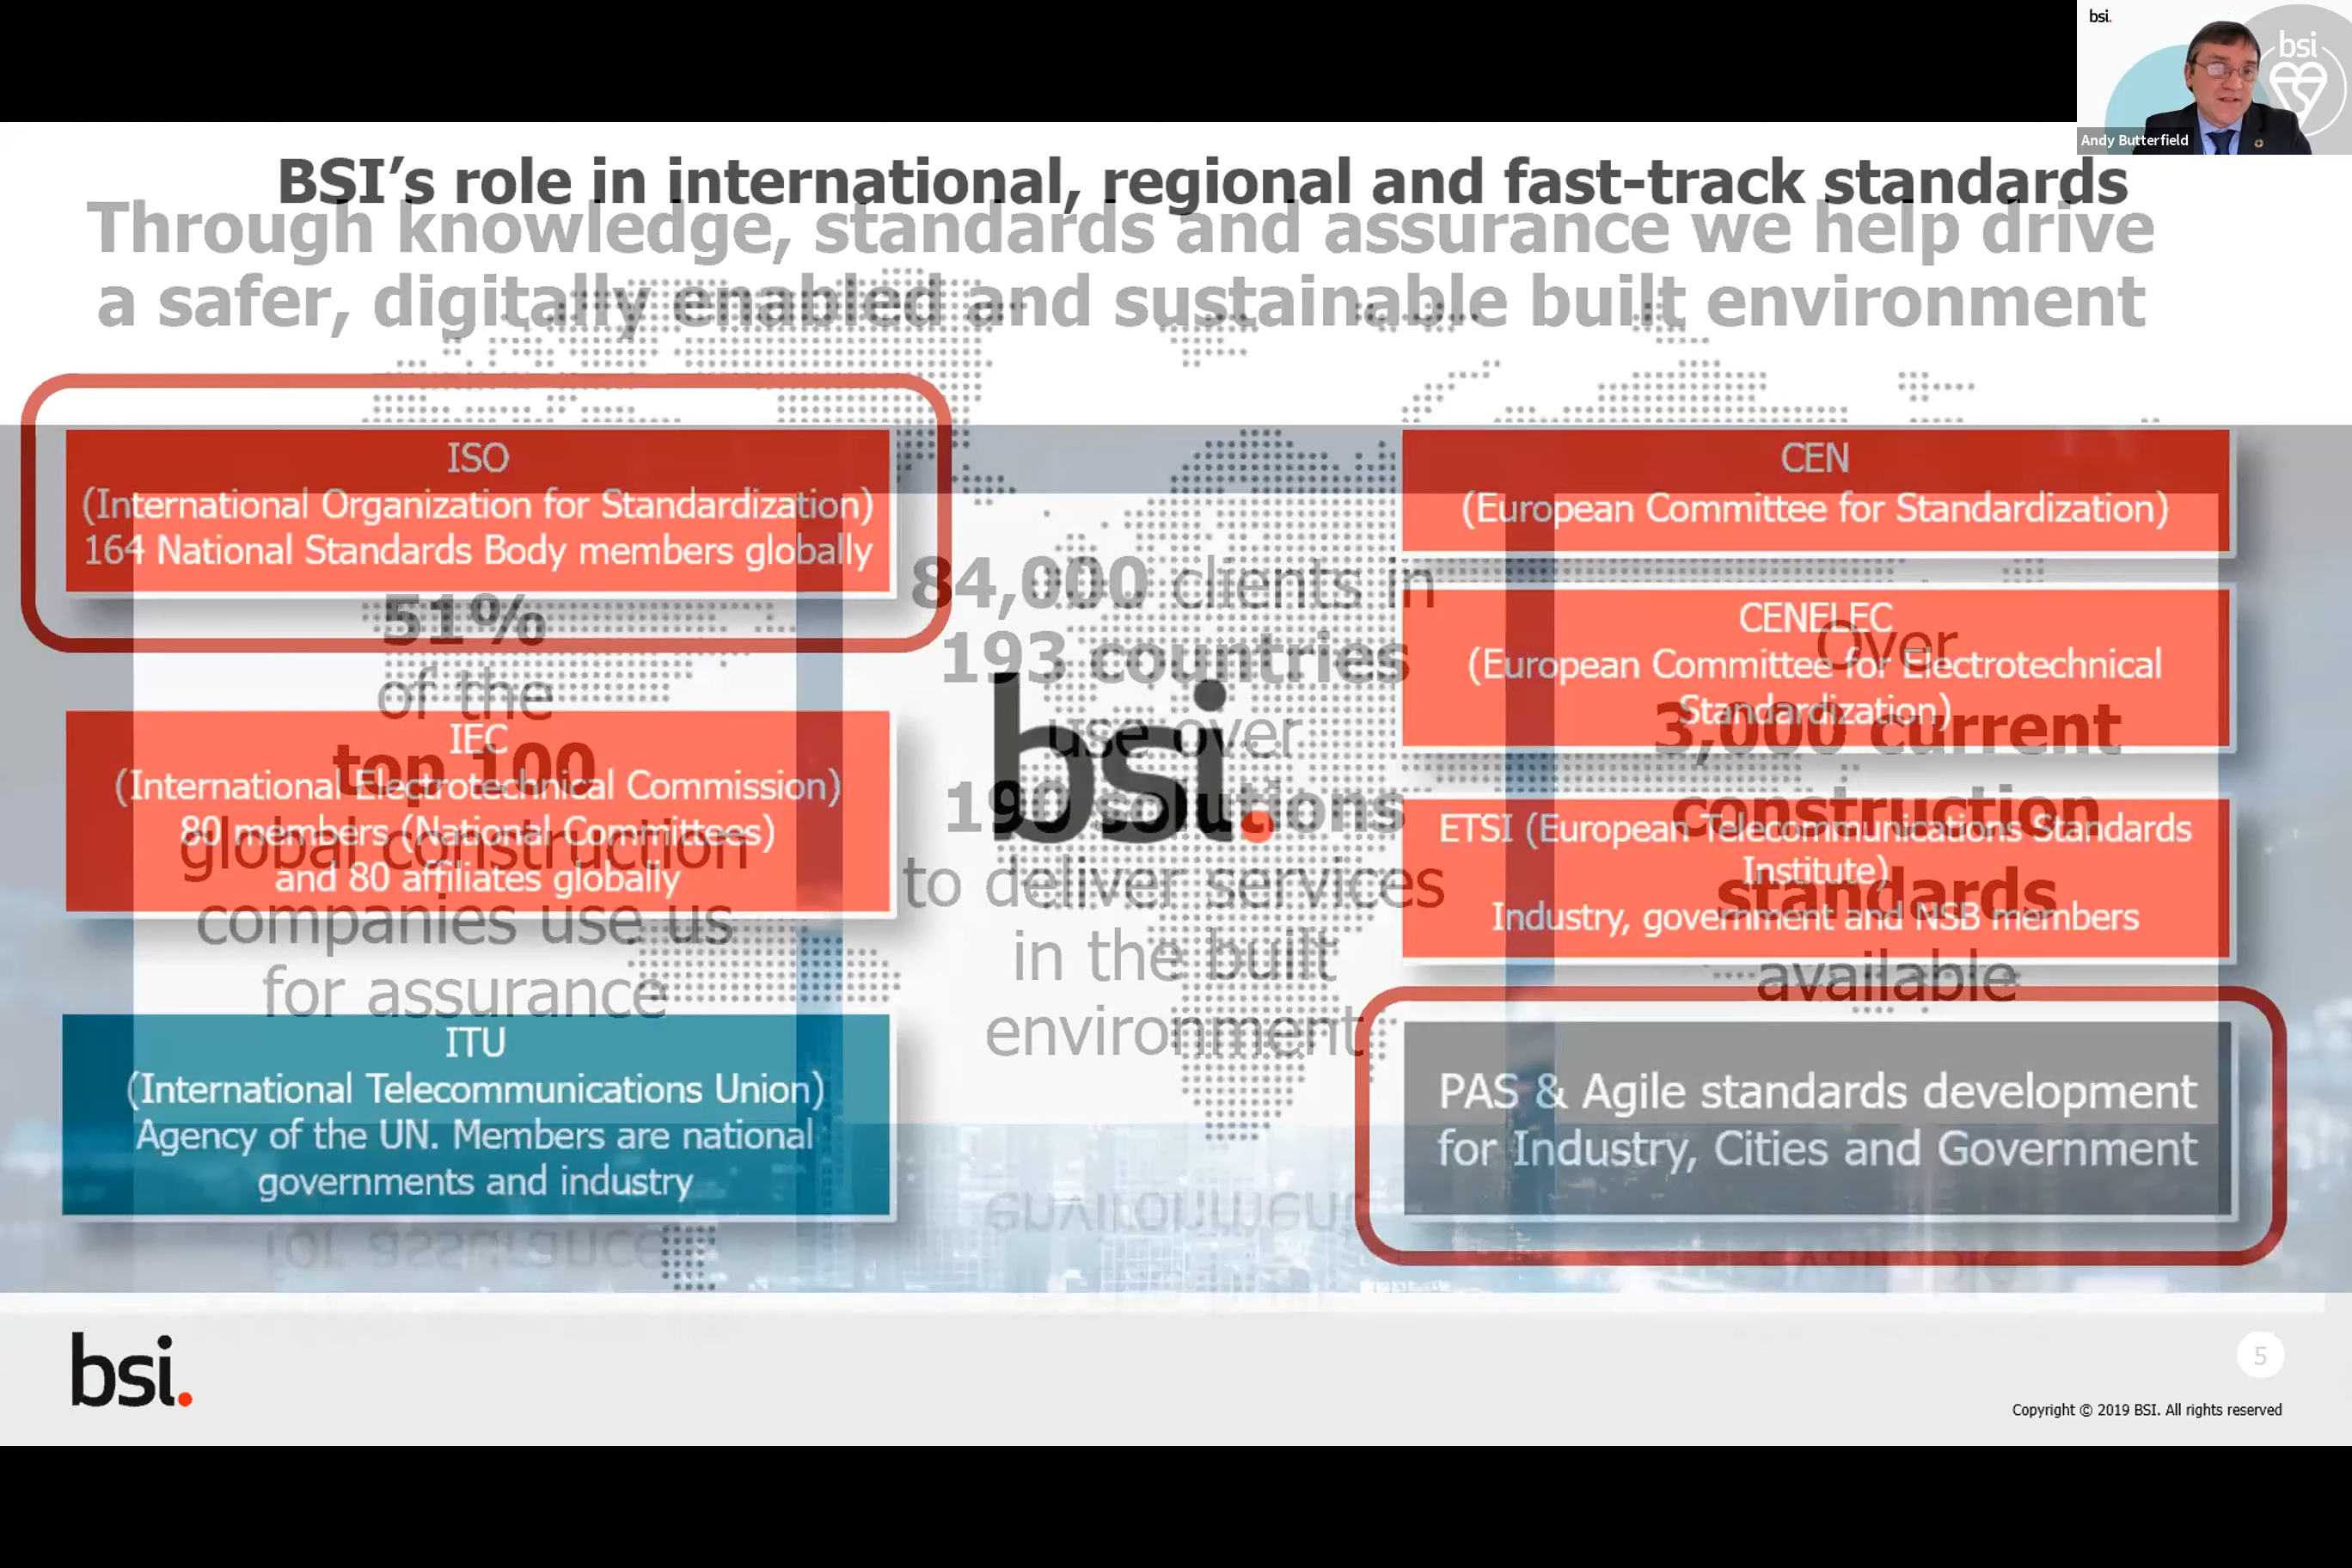 bsi.
bsi
Andy Butterfield
BSI’s role in international, regional and fast-track standards
Through knowledge, standards and assurance we help drive
a safer, digitally enabled and sustainable built environment
ISO
(International Organization for Standardization)
164 National Standards Body members globally
IEC
(International Electrotechnical Commission)
80 members (National Committees)
and 80 affiliates globally
ITU
(International Telecommunications Union)
Agency of the UN. Members are national
governments and industry
51%
of the
top 100
global construction
companies use us
for assurance
84,000 clients in
193 countries
use over
solutions
to deliver services
in the built
environment
bsi.
CEN
(European Committee for Standardization)
CENELEC
(European Committee for Electrotechnical
Standardization)
ETSI (European Telecommunications Standards
Institute)
Industry, government and NSB members
PAS & Agile standards development
for Industry, Cities and Government
Over
3,000 current
construction
standards
available
bsi.
5
Copyright © 2019 BSI. All rights reserved